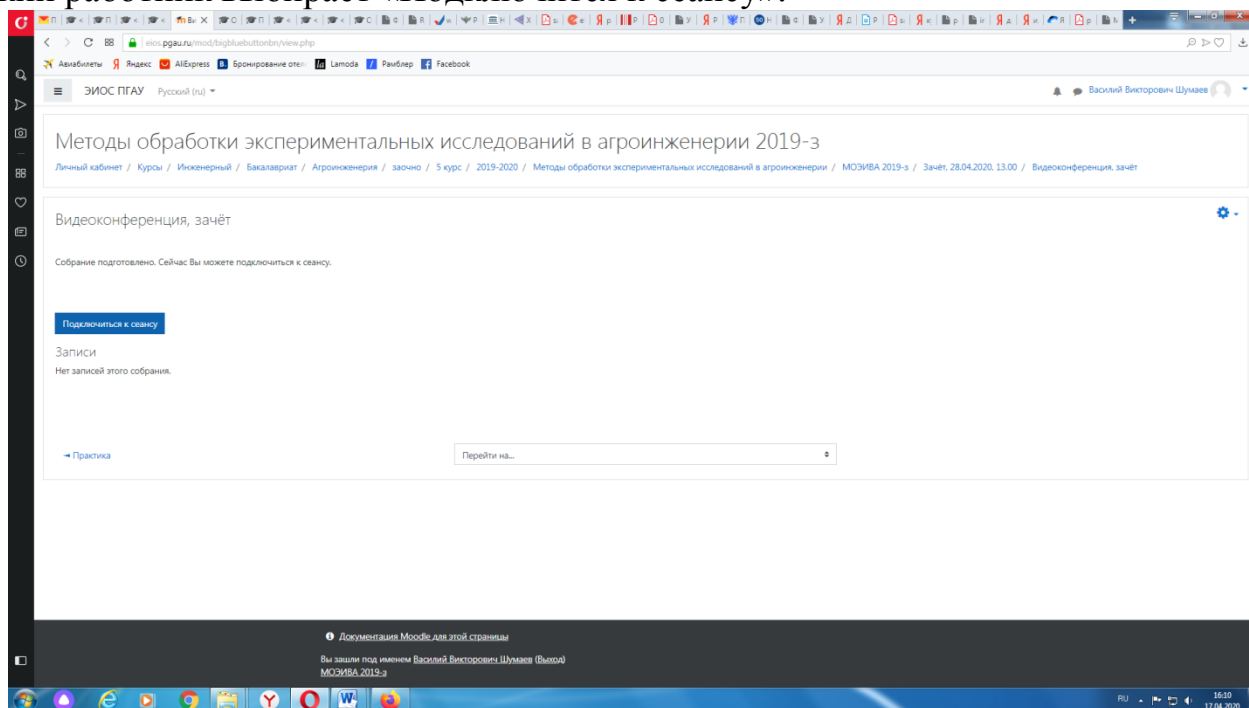 работник выбирает «Подключится к сеансу».
eios.pgau.ru/mod/bigbluebuttonbn/view.php
Авиабилеты Яндекс AliExpress Бронирование отел Lamoda Рамблер Facebook
ЭИОС ПГАУ Русский (ru) Василий Викторович Шумаев
Методы обработки экспериментальных исследований в агроинженерии 2019-з
Личный кабинет / Курсы / Инженерный / Бакалавриат / Агроинженерия / заочно / 5 курс / 2019-2020 / Методы обработки экспериментальных исследований в агроинженерии / МОЭИВА 2019-з / Зачёт, 28.04.2020, 13.00 / Видеоконференция, зачёт
Видеоконференция, зачёт
Собрание подготовлено. Сейчас Вы можете подключиться к сеансу.
Подключиться к сеансу
Записи
Нет записей этого собрания.
⊸ Практика Перейти на...
Документация Moodle для этой страницы
Вы зашли под именем Василий Викторович Шумаев (Выход)
МОЭИВА 2019-з
RU 16:10
17.04.2020